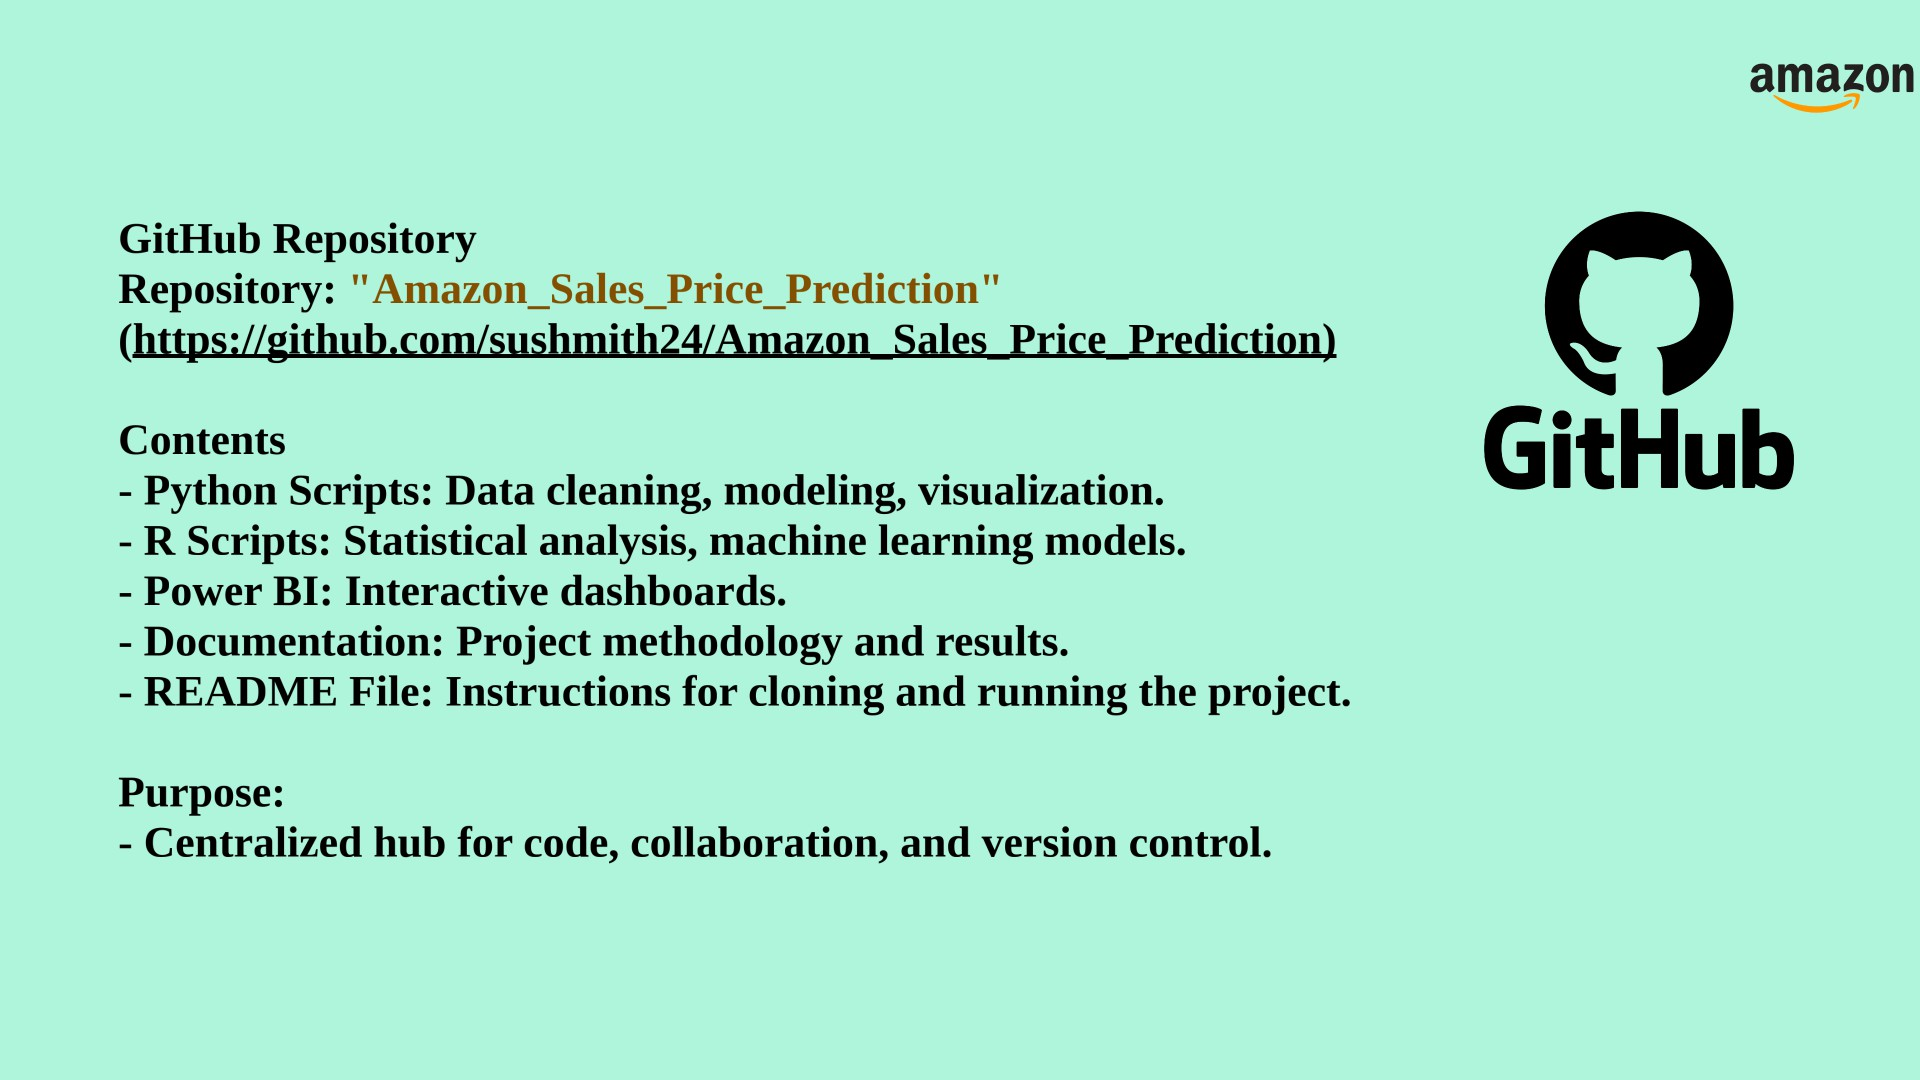 amazon
GitHub Repository
Repository: "Amazon_Sales_Price_Prediction"
(https://github.com/sushmith24/Amazon_Sales_Price_Prediction)
GitHub
Contents
- Python Scripts: Data cleaning, modeling, visualization.
- R Scripts: Statistical analysis, machine learning models.
- Power BI: Interactive dashboards.
- Documentation: Project methodology and results.
- README File: Instructions for cloning and running the project.
Purpose:
- Centralized hub for code, collaboration, and version control.